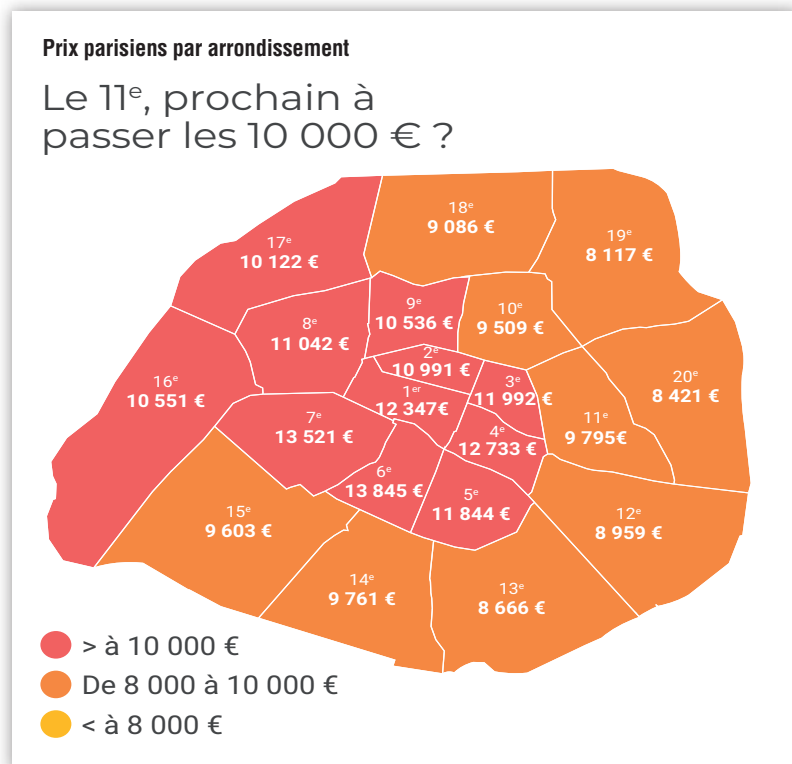 Prix parisiens par arrondissement
Le 11e, prochain à
passer les 10 000 € ?
18e
9 086 €
19e
8 117 €
17e
10 122 €
9e
10 536 €
10e
9 509 €
8e
11 042 €
2e
10 991 €
16e
10 551 €
1er
12 347€
3e
11 992 €
20e
8 421 €
7e
13 521 €
11e
9 795€
4e
12 733 €
6e
13 845 €
5e
11 844 €
15e
9 603 €
12e
8 959 €
14e
9 761 €
13e
8 666 €
> à 10 000 €
De 8 000 à 10 000 €
< à 8 000 €